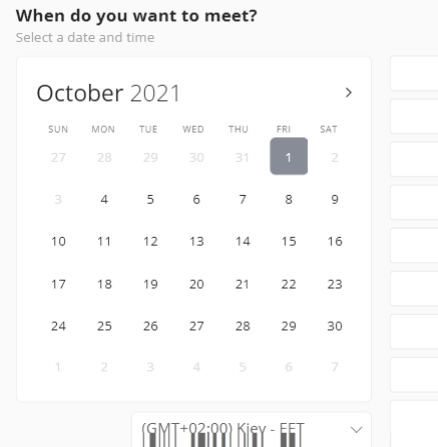 When do you want to meet?
Select a date and time
October 2021
SUN MON TUE WED THU FRI SAT
27 28 29 30 31 1 2
3 4 5 6 7 8 9
10 11 12 13 14 15 16
17 18 19 20 21 22 23
24 25 26 27 28 29 30
1 2 3 4 5 6 7
(GMT+02:00) Kiev - EET